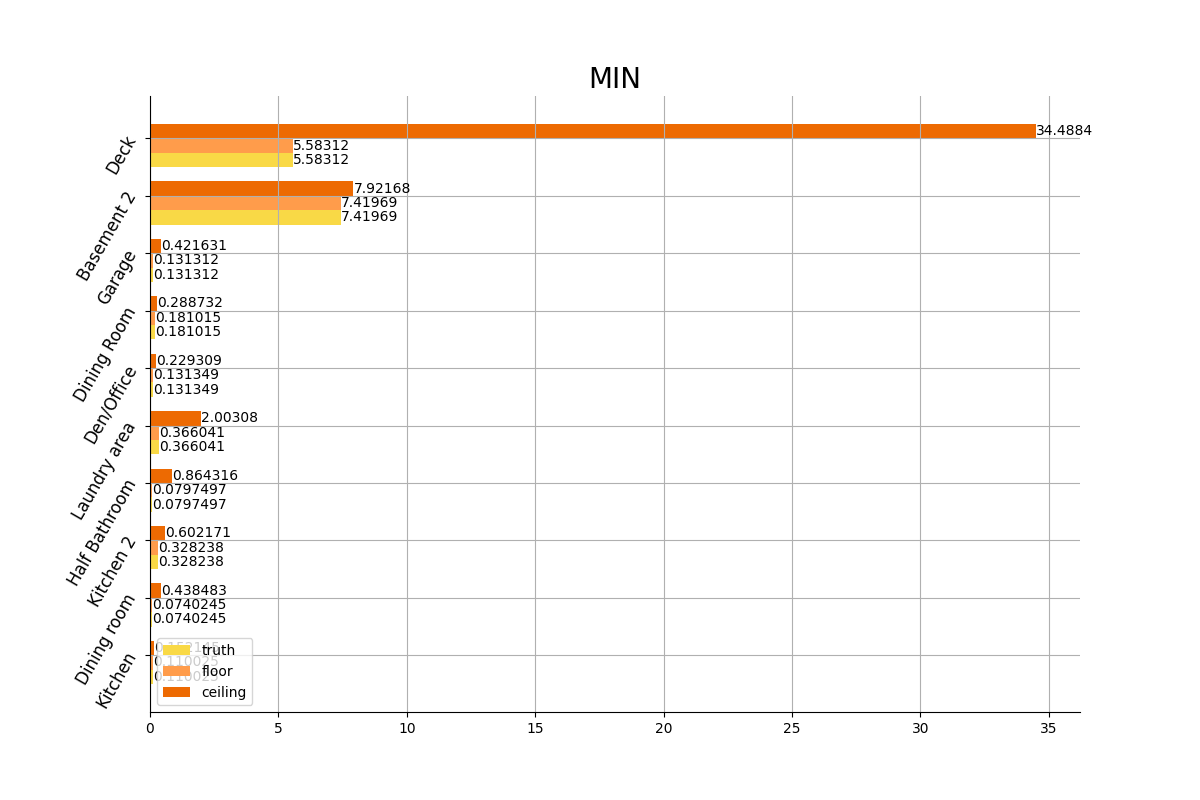 MIN
Deck
34.4884
5.58312
5.58312
Basement 2
7.92168
7.41969
7.41969
Garage
0.421631
0.131312
0.131312
Dining Room
0.288732
0.181015
0.181015
Den/Office
0.229309
0.131349
0.131349
Laundry area
2.00308
0.366041
0.366041
Half Bathroom
0.864316
0.0797497
0.0797497
Kitchen 2
0.602171
0.328238
0.328238
Dining room
0.438483
0.0740245
0.0740245
Kitchen
0.110025
0.110025
truth
floor
ceiling
0 5 10 15 20 25 30 35